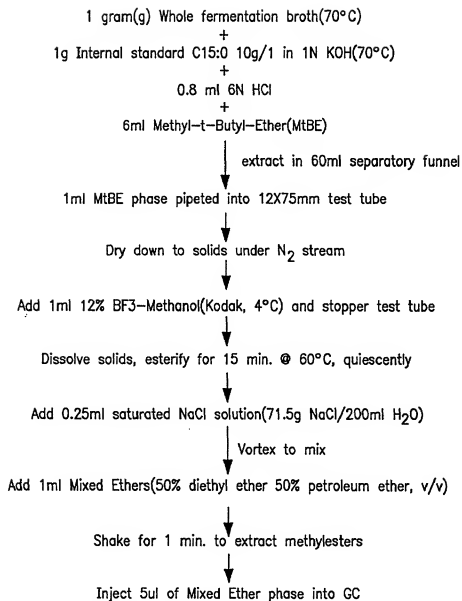 1 gram(g) Whole fermentation broth(70°C)
+
1g Internal standard C15:0 10g/1 in 1N KOH(70°C)
+
0.8 ml 6N HCl
+
6ml Methyl-t-Butyl-Ether(MtBE)
extract in 60ml separatory funnel
1ml MtBE phase pipeted into 12X75mm test tube
Dry down to solids under N₂ stream
Add 1ml 12% BF3-Methanol(Kodak, 4°C) and stopper test tube
Dissolve solids, esterify for 15 min. @ 60°C, quiescently
Add 0.25ml saturated NaCl solution(71.5g NaCl/200ml H₂O)
Vortex to mix
Add 1ml Mixed Ethers(50% diethyl ether 50% petroleum ether, v/v)
Shake for 1 min. to extract methylesters
Inject 5ul of Mixed Ether phase into GC